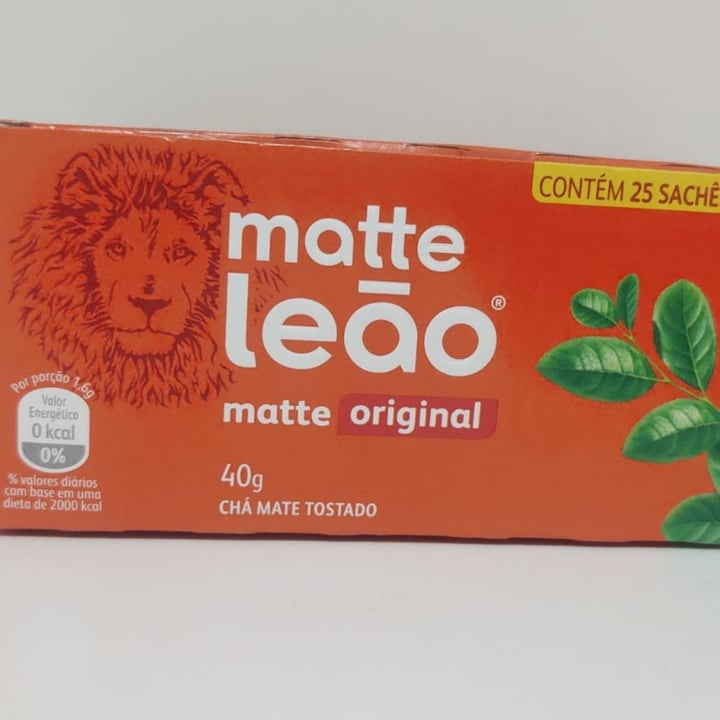 CONTÉM 25 SACHÊ
matte
leão®
matte original
Por porção 1,6g
Valor
Energético
0 kcal
0%
% valores diários
com base em uma
dieta de 2000 kcal
40g
CHÁ MATE TOSTADO